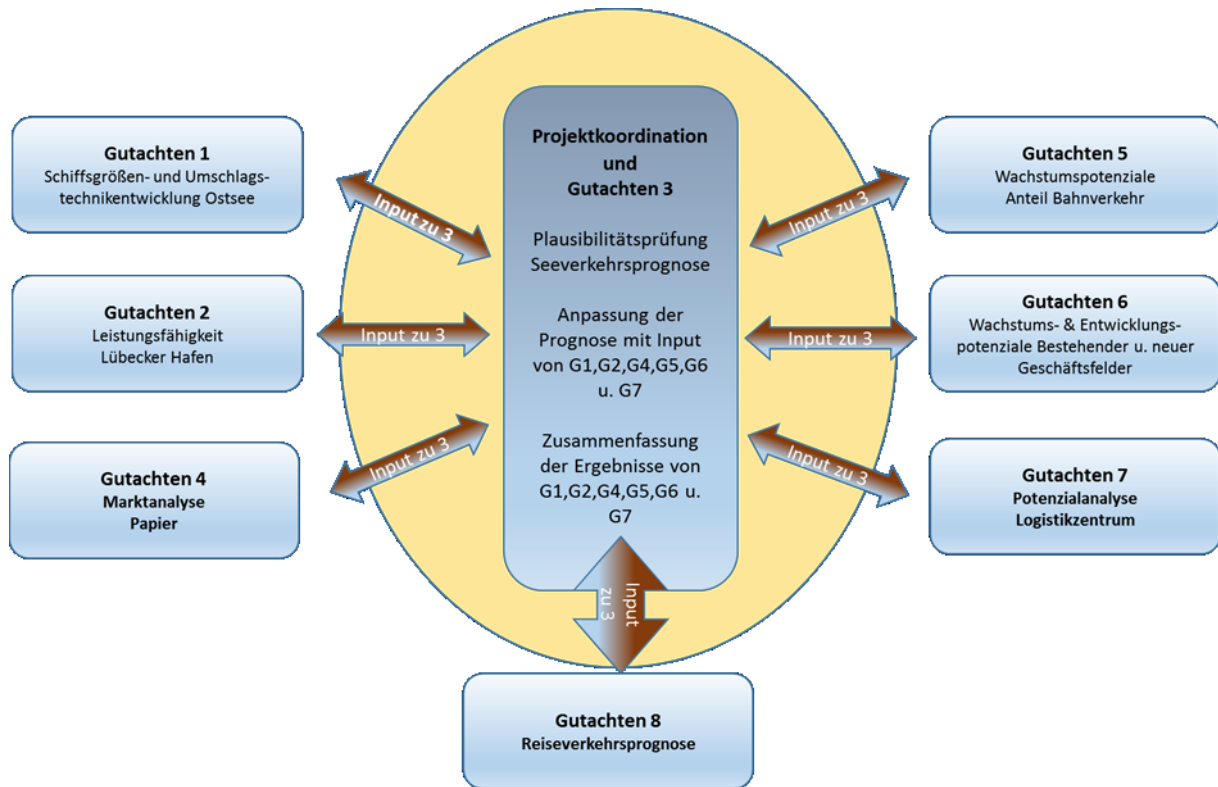 Gutachten 1
Schiffsgrößen- und Umschlags-
technikentwicklung Ostsee
Input zu 3
Gutachten 2
Leistungsfähigkeit
Lübecker Hafen
Input zu 3
Gutachten 4
Marktanalyse
Papier
Input zu 3
Projektkoordination
und
Gutachten 3
Plausibilitätsprüfung
Seeverkehrsprognose
Anpassung der
Prognose mit Input
von G1,G2,G4,G5,G6
u. G7
Zusammenfassung
der Ergebnisse von
G1,G2,G4,G5,G6 u.
G7
Input
zu 3
Input zu 3
Gutachten 5
Wachstumspotenziale
Anteil Bahnverkehr
Input zu 3
Gutachten 6
Wachstums- & Entwicklungs-
potenziale Bestehender u. neuer
Geschäftsfelder
Input zu 3
Gutachten 7
Potenzialanalyse
Logistikzentrum
Gutachten 8
Reiseverkehrsprognose